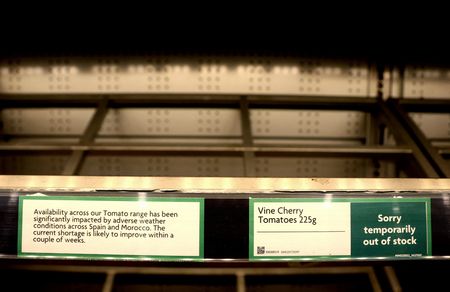 Availability across our Tomato range has been
significantly impacted by adverse weather
conditions across Spain and Morocco. The
current shortage is likely to improve within a
couple of weeks.
Vine Cherry
Tomatoes 225g
Sorry
temporarily
out of stock